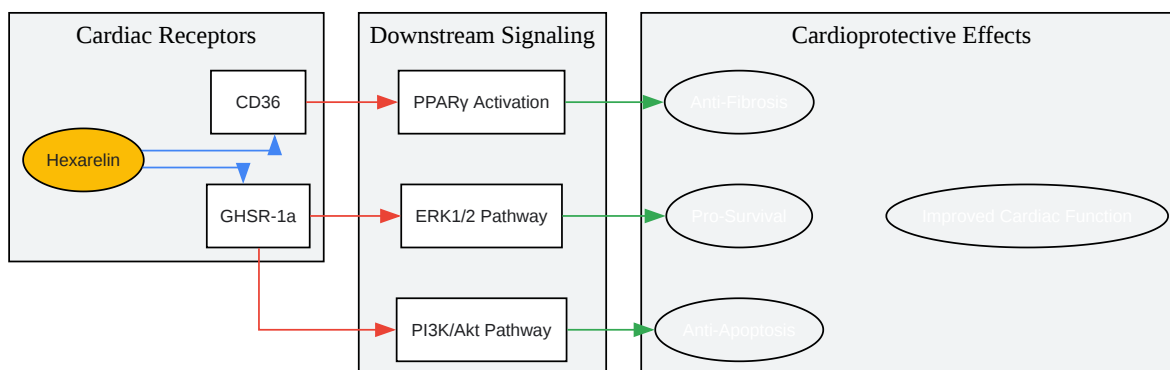 Cardiac Receptors
Downstream Signaling
Cardioprotective Effects
CD36
PPARγ Activation
Anti-Fibrosis
Hexarelin
GHSR-1a
ERK1/2 Pathway
Pro-Survival
Improved Cardiac Function
PI3K/Akt Pathway
Anti-Apoptosis